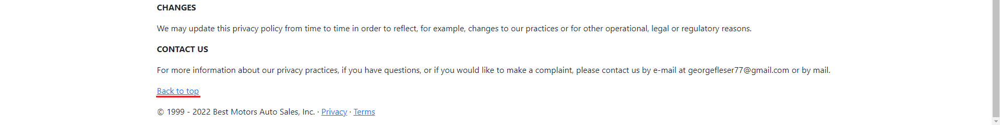 CHANGES
We may update this privacy policy from time to time in order to reflect, for example, changes to our practices or for other operational, legal or regulatory reasons.
CONTACT US
For more information about our privacy practices, if you have questions, or if you would like to make a complaint, please contact us by e-mail at georgefleser77@gmail.com or by mail.
Back to top
© 1999 - 2022 Best Motors Auto Sales, Inc. · Privacy · Terms